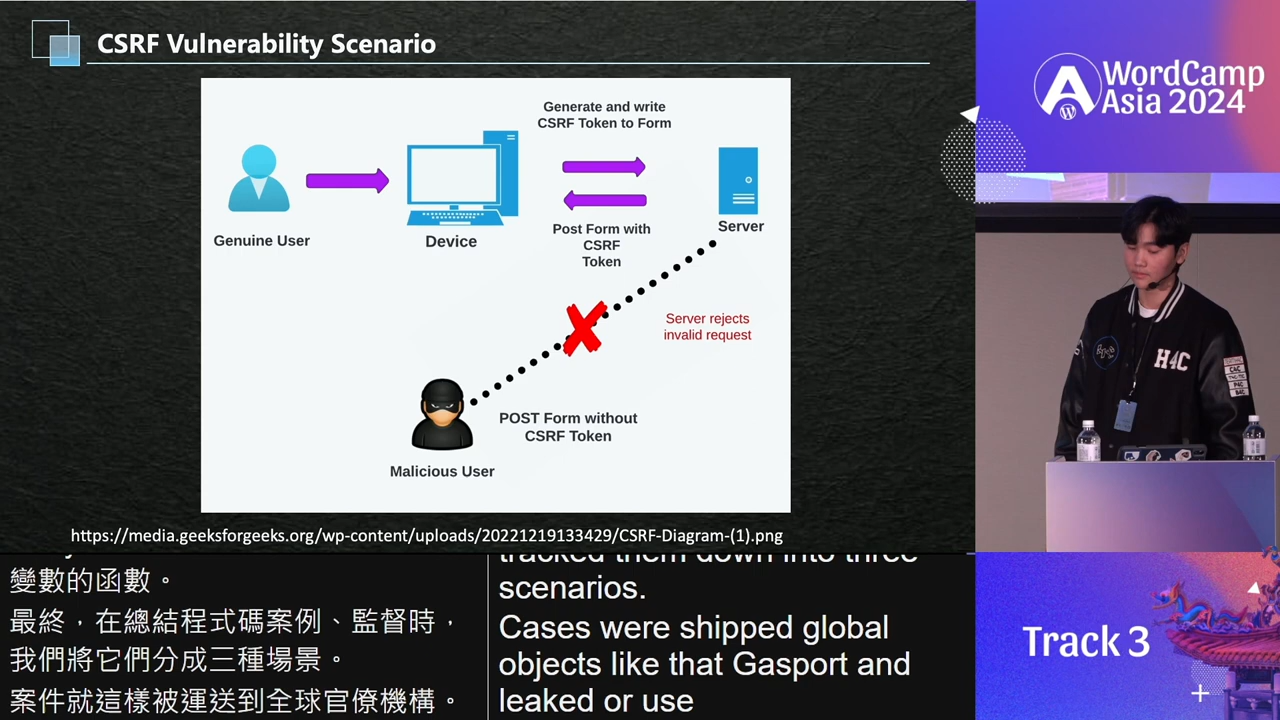 CSRF Vulnerability Scenario
Generate and write
CSRF Token to Form
Genuine User
Device
Post Form with
CSRF
Token
Server
Server rejects
invalid request
POST Form without
CSRF Token
Malicious User
https://media.geeksforgeeks.org/wp-content/uploads/20221219133429/CSRF-Diagram-(1).png
變數的函數。
最終，在總結程式碼案例、監督時，
我們將它們分成三種場景。
案件就這樣被運送到全球官僚機構。
tracked them down into three
scenarios.
Cases were shipped global
objects like that Gasport and
leaked or use
WordCamp
Asia 2024
H4C
Track 3